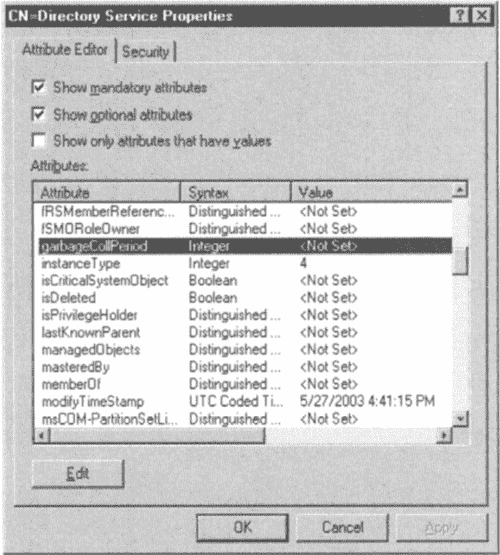 CN=Directory Service Properties
Attribute Editor Security
Show mandatory attributes
Show optional attributes
Show only attributes that have values
Attributes:
Attribute Syntax Value
fRSMemberReferenc... Distinguished ... <Not Set>
fSMORoleOwner Distinguished ... <Not Set>
garbageCollPeriod Integer <Not Set>
instanceType Integer 4
isCriticalSystemObject Boolean <Not Set>
isDeleted Boolean <Not Set>
isPrivilegeHolder Distinguished ... <Not Set>
lastKnownParent Distinguished ... <Not Set>
managedObjects Distinguished ... <Not Set>
masteredBy Distinguished ... <Not Set>
memberOf Distinguished ... <Not Set>
modifyTimeStamp UTC Coded Ti... 5/27/2003 4:41:15 PM
msCOM-PartitionSetLi... Distinguished ... <Not Set>
Edit
OK Cancel Apply